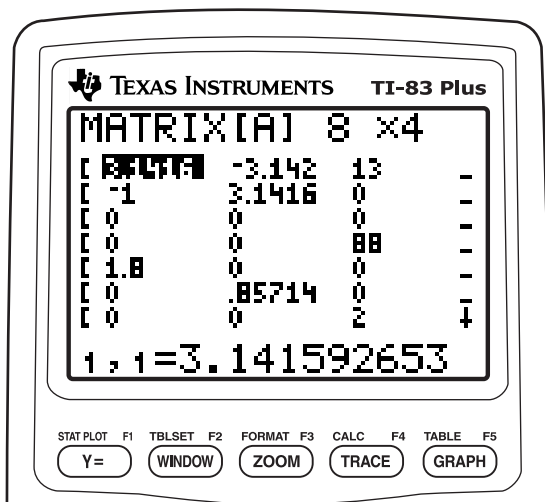 TEXAS INSTRUMENTS TI-83 Plus
MATRIX[A] 8 ×4
[ 3.1416 ⁻3.142 13 _
[ ⁻1 3.1416 0 _
[ 0 0 0 _
[ 0 0 88 _
[ 1.8 0 0 _
[ 0 .85714 0 _
[ 0 0 2 ↓
1,1=3.141592653
STAT PLOT F1 TBLSET F2 FORMAT F3 CALC F4 TABLE F5
Y= WINDOW ZOOM TRACE GRAPH